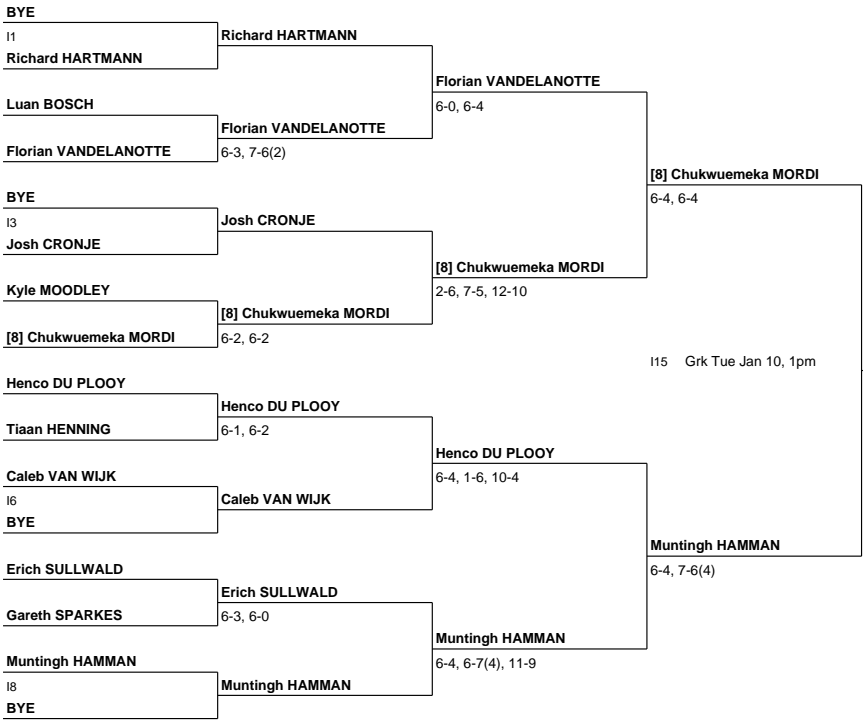 BYE
I1
Richard HARTMANN
Richard HARTMANN
Luan BOSCH
Florian VANDELANOTTE
Florian VANDELANOTTE
6-3, 7-6(2)
Florian VANDELANOTTE
6-0, 6-4
BYE
I3
Josh CRONJE
Josh CRONJE
Kyle MOODLEY
[8] Chukwuemeka MORDI
[8] Chukwuemeka MORDI
6-2, 6-2
[8] Chukwuemeka MORDI
2-6, 7-5, 12-10
[8] Chukwuemeka MORDI
6-4, 6-4
I15 Grk Tue Jan 10, 1pm
Henco DU PLOOY
Tiaan HENNING
Henco DU PLOOY
6-1, 6-2
Caleb VAN WIJK
I6
BYE
Caleb VAN WIJK
Henco DU PLOOY
6-4, 1-6, 10-4
Erich SULLWALD
Gareth SPARKES
Erich SULLWALD
6-3, 6-0
Muntingh HAMMAN
I8
BYE
Muntingh HAMMAN
Muntingh HAMMAN
6-4, 6-7(4), 11-9
Muntingh HAMMAN
6-4, 7-6(4)